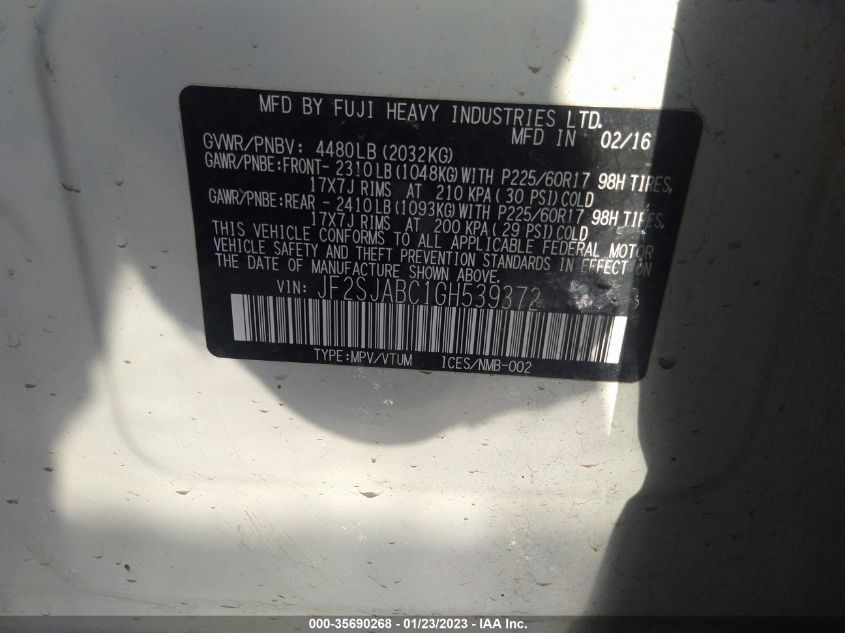 MFD BY FUJI HEAVY INDUSTRIES LTD.
MFD IN 02/16
GVWR/PNBV: 4480LB(2032KG)
GAWR/PNBE:FRONT- 2310LB(1048KG)WITH P225/60R17 98H TIRES,
17X7J RIMS AT 210 KPA( 30 PSI)COLD
GAWR/PNBE:REAR - 2410LB(1093KG)WITH P225/60R17 98H TIRES,
17X7J RIMS AT 200 KPA( 29 PSI)COLD
THIS VEHICLE CONFORMS TO ALL APPLICABLE FEDERAL MOTOR
VEHICLE SAFETY AND THEFT PREVENTION STANDARDS IN EFFECT ON
THE DATE OF MANUFACTURE SHOWN ABOVE.
VIN: JF2SJABC1GH539372
TYPE:MPV/VTUM ICES/NMB-002
000-35690268 - 01/23/2023 - IAA Inc.